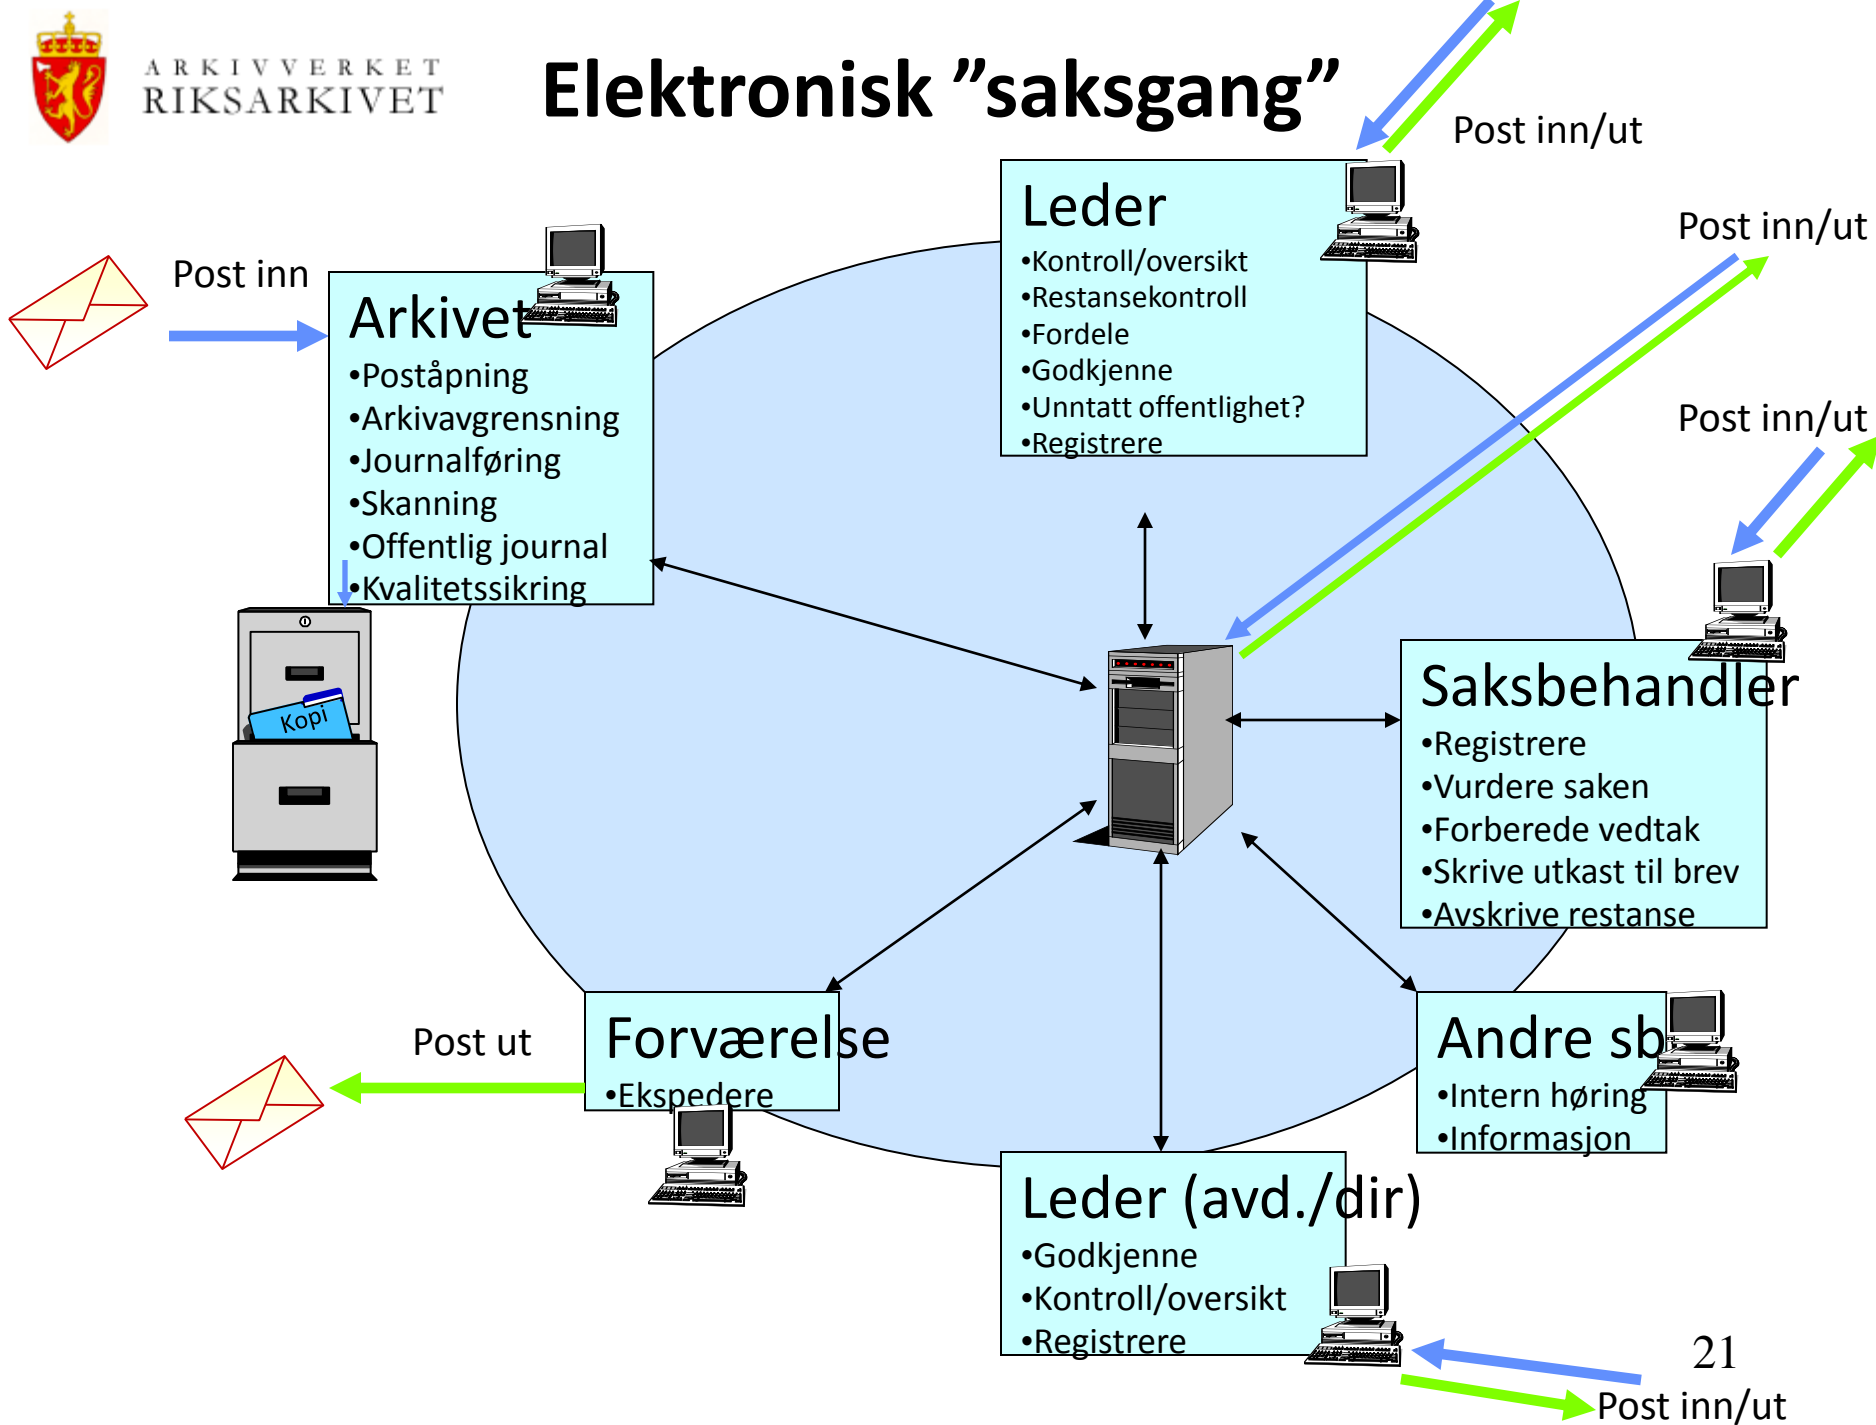 ARKIVVERKET
RIKSARKIVET
Elektronisk ”saksgang”
Post inn/ut
Leder
•Kontroll/oversikt
•Restansekontroll
•Fordele
•Godkjenne
•Unntatt offentlighet?
•Registrere
Post inn/ut
Post inn
Arkivet
•Poståpning
•Arkivavgrensning
•Journalføring
•Skanning
•Offentlig journal
•Kvalitetssikring
Post inn/ut
Kopi
Saksbehandler
•Registrere
•Vurdere saken
•Forberede vedtak
•Skrive utkast til brev
•Avskrive restanse
Post ut
Forværelse
•Ekspedere
Andre sb
•Intern høring
•Informasjon
Leder (avd./dir)
•Godkjenne
•Kontroll/oversikt
•Registrere
21
Post inn/ut